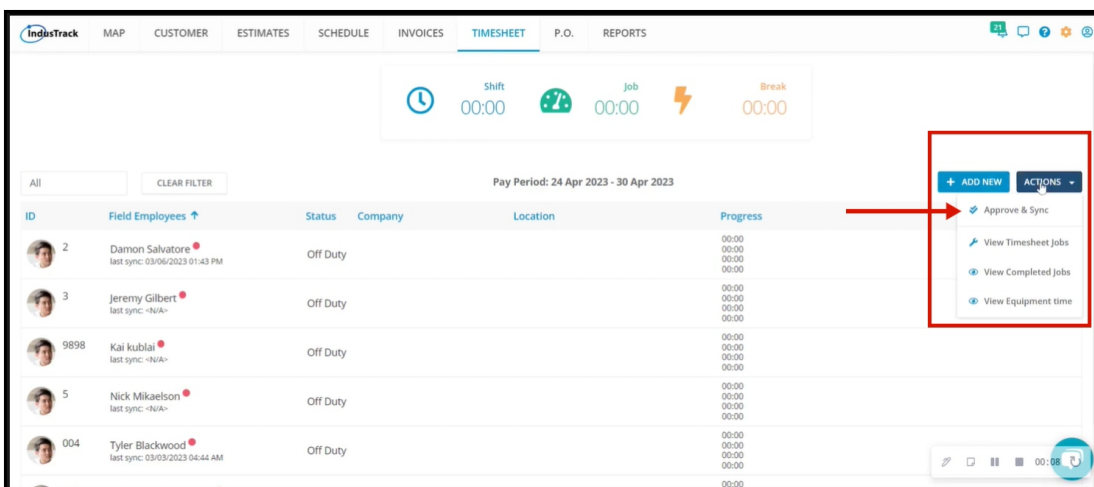 IndusTrack MAP CUSTOMER ESTIMATES SCHEDULE INVOICES TIMESHEET P.O. REPORTS 21
Shift Job Break
00:00 00:00 00:00
All CLEAR FILTER Pay Period: 24 Apr 2023 - 30 Apr 2023 + ADD NEW ACTIONS
ID Field Employees ↑ Status Company Location Progress
Approve & Sync
View Timesheet Jobs
View Completed Jobs
View Equipment time
2 Damon Salvatore Off Duty
last sync: 03/06/2023 01:43 PM
00:00
00:00
00:00
00:00
3 Jeremy Gilbert Off Duty
last sync: <N/A>
00:00
00:00
00:00
00:00
9898 Kai kublai Off Duty
last sync: <N/A>
00:00
00:00
00:00
00:00
5 Nick Mikaelson Off Duty
last sync: <N/A>
00:00
00:00
00:00
00:00
004 Tyler Blackwood Off Duty
last sync: 03/03/2023 04:44 AM
00:00
00:00
00:00
00:00
00:00
00:08